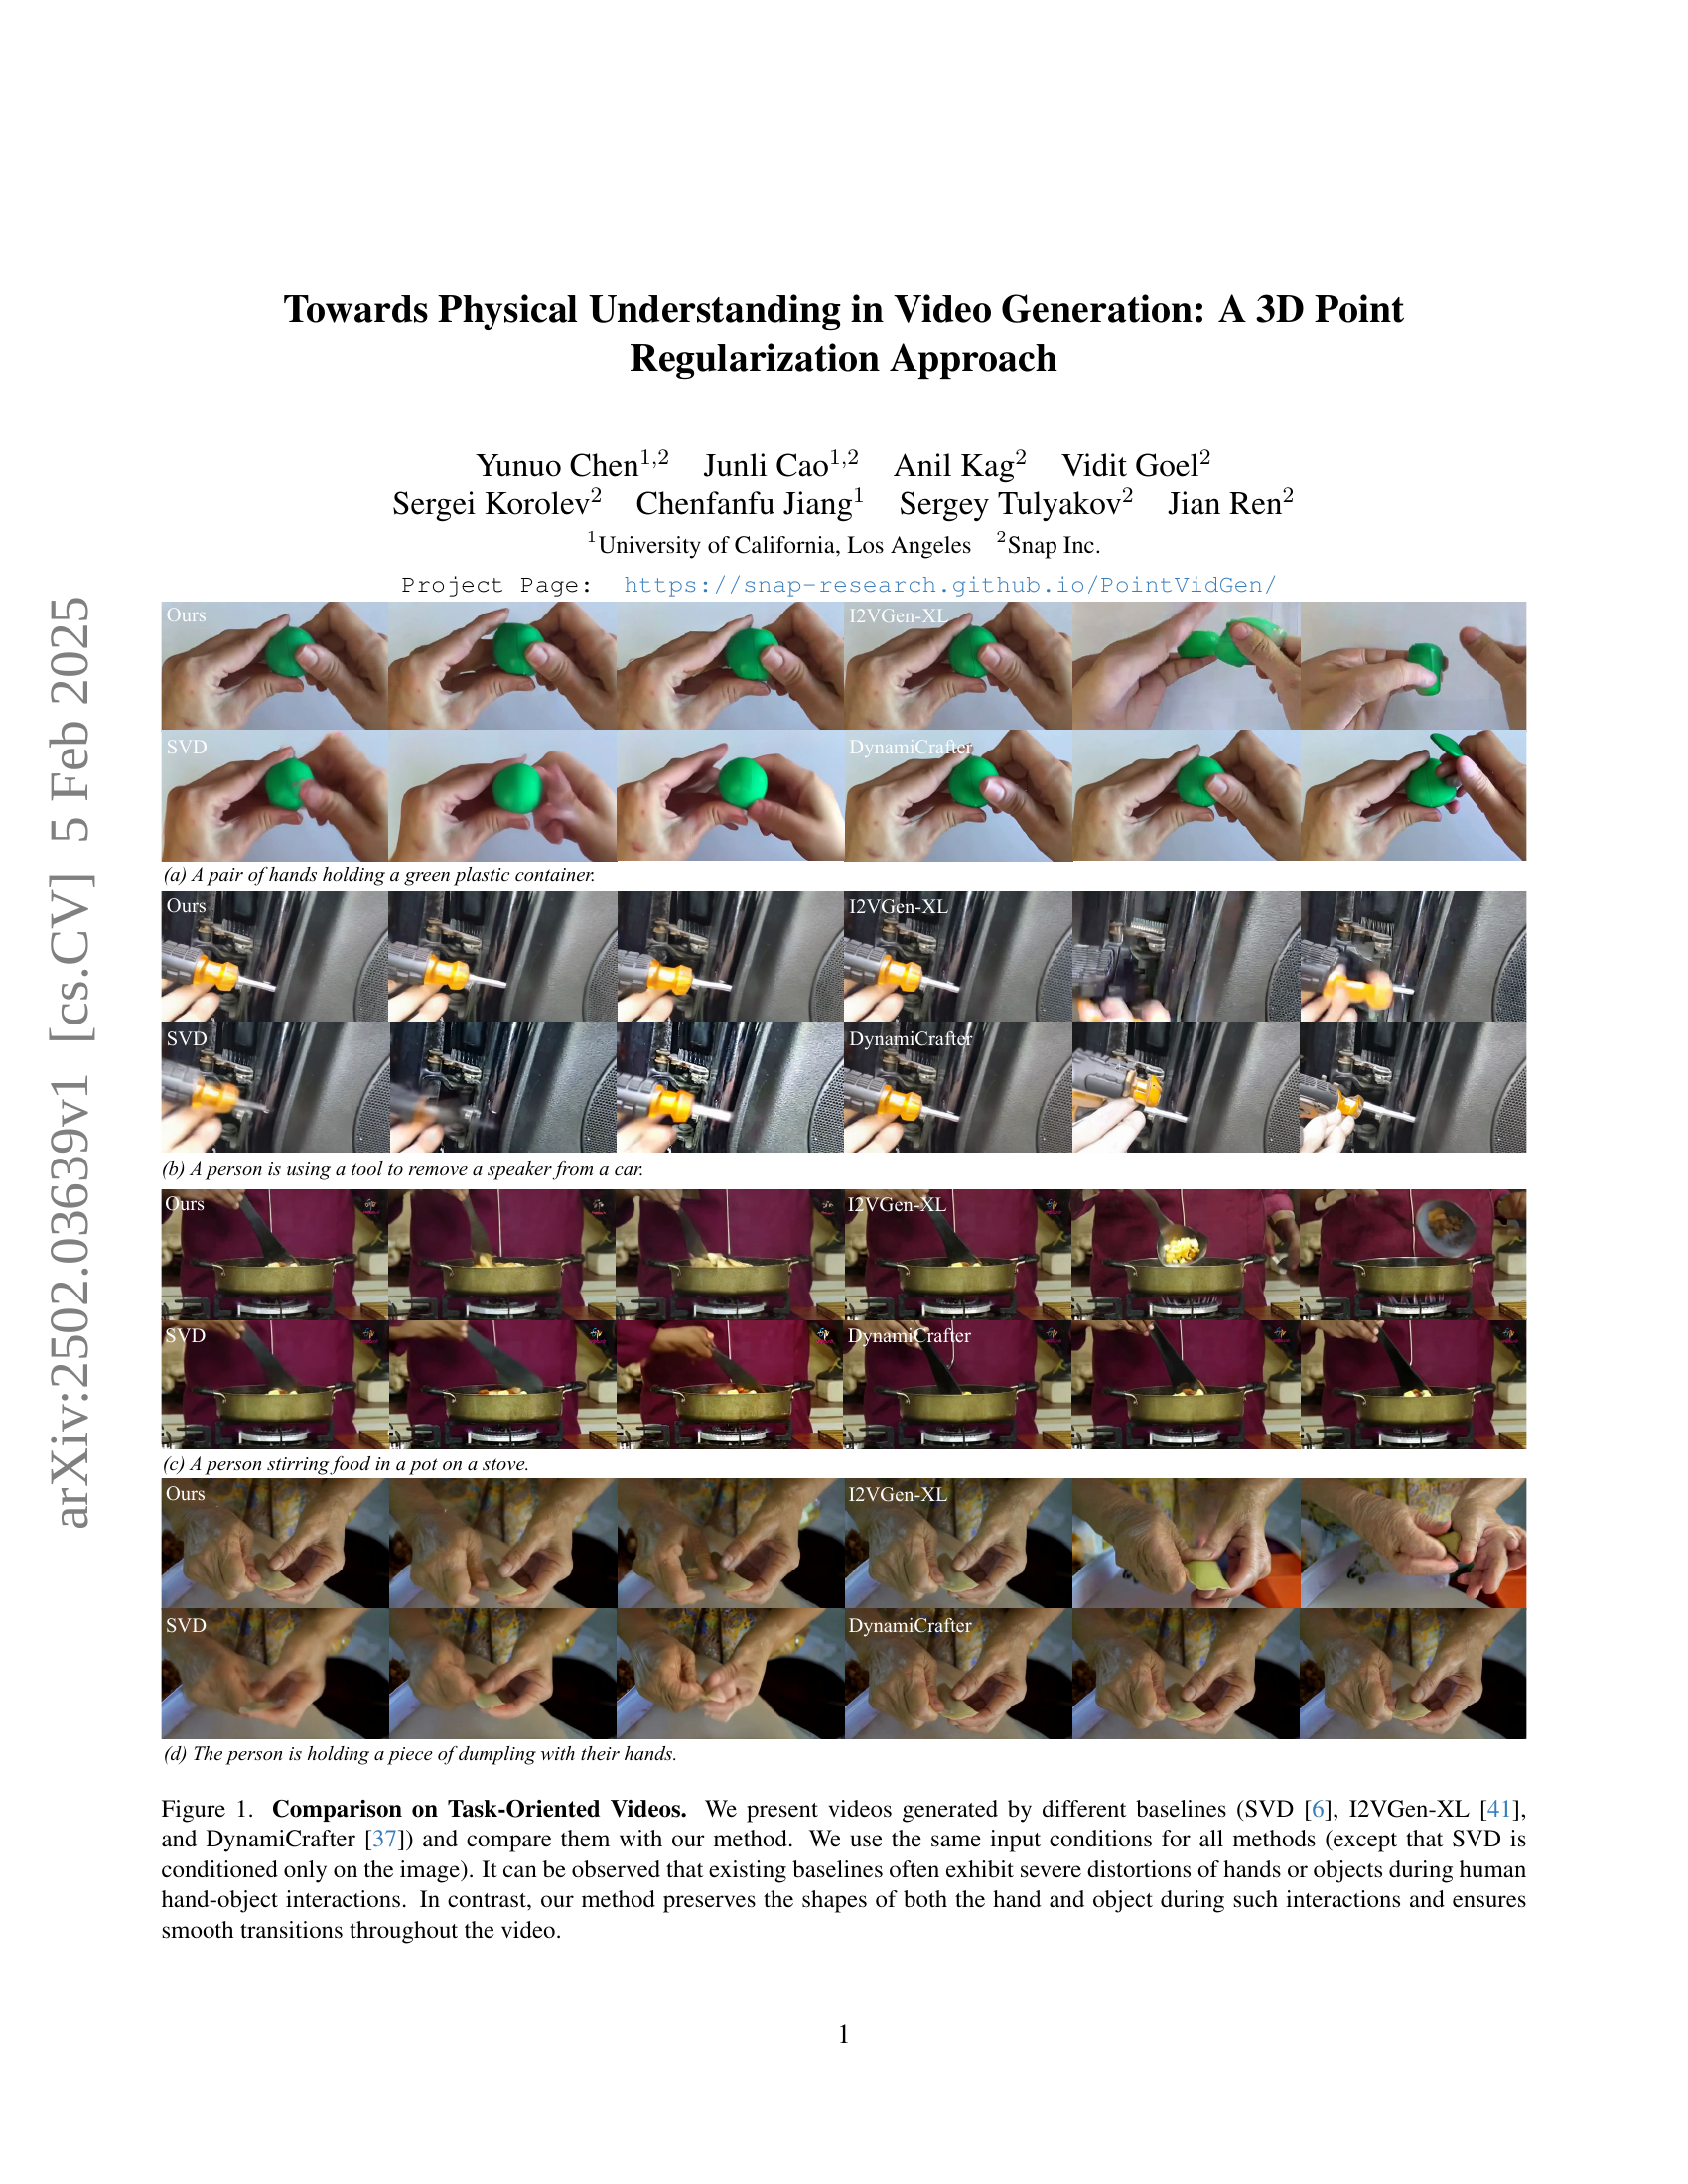 Towards Physical Understanding in Video Generation: A 3D Point
Regularization Approach
Yunuo Chen1,2 Junli Cao1,2 Anil Kag2 Vidit Goel2
Sergei Korolev2 Chenfanfu Jiang1 Sergey Tulyakov2 Jian Ren2
1University of California, Los Angeles 2Snap Inc.
Project Page: https://snap-research.github.io/PointVidGen/
arXiv:2502.03639v1 [cs.CV] 5 Feb 2025
Ours I2VGen-XL
SVD DynamiCrafter
(a) A pair of hands holding a green plastic container.
Ours I2VGen-XL
SVD DynamiCrafter
(b) A person is using a tool to remove a speaker from a car.
Ours I2VGen-XL
SVD DynamiCrafter
(c) A person stirring food in a pot on a stove.
Ours I2VGen-XL
SVD DynamiCrafter
(d) The person is holding a piece of dumpling with their hands.
Figure 1. Comparison on Task-Oriented Videos. We present videos generated by different baselines (SVD [6], I2VGen-XL [41],
and DynamiCrafter [37]) and compare them with our method. We use the same input conditions for all methods (except that SVD is
conditioned only on the image). It can be observed that existing baselines often exhibit severe distortions of hands or objects during human
hand-object interactions. In contrast, our method preserves the shapes of both the hand and object during such interactions and ensures
smooth transitions throughout the video.
1